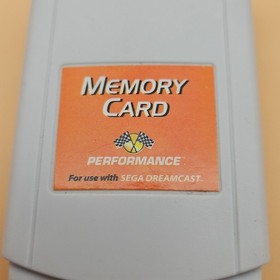 MEMORY
CARD
PERFORMANCE
For use with SEGA DREAMCAST.